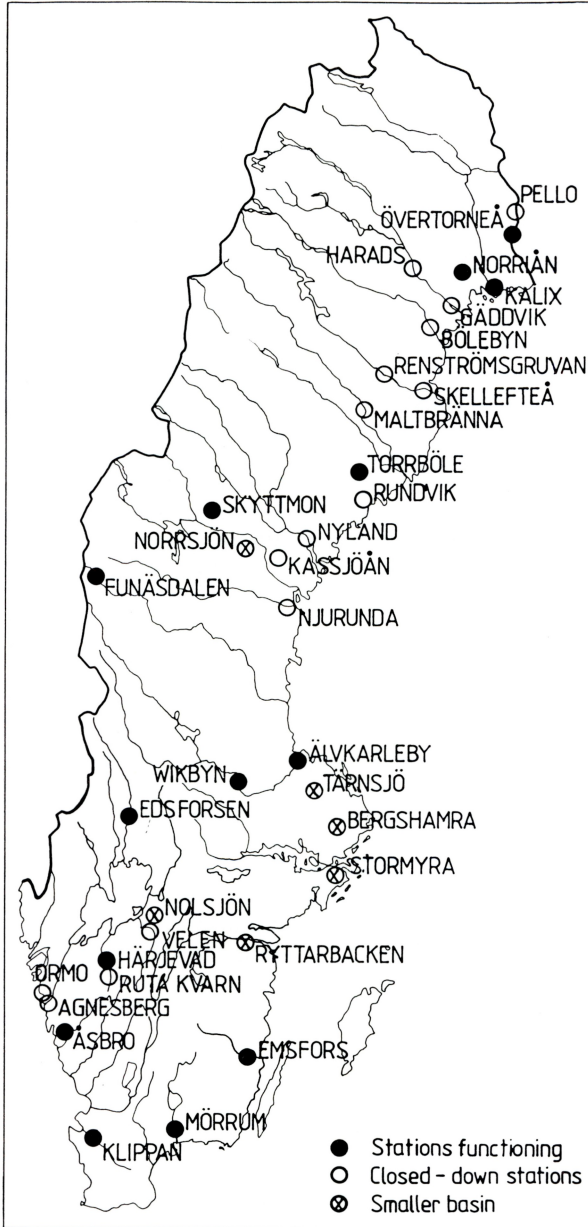 PELLO
ÖVERTORNEÅ
HARADS
NORRIÅN
KALIX
GÄDDVIK
BÖLEBYN
RENSTRÖMSGRUVAN
SKELLEFTEÅ
MALTBRÄNNA
TORRBÖLE
RUNDVIK
SKYTTMON
NYLAND
NORRSJÖN
KASSJÖÅN
FUNÄSDALEN
NJURUNDA
ÄLVKARLEBY
WIKBYN
TÄRNSJÖ
EDSFORSEN
BERGSHAMRA
STORMYRA
NOLSJÖN
VELEN
RYTTARBACKEN
HÄRJEVAD
ORMO
RUTA KVARN
AGNESBERG
ÅSBRO
EMSFORS
MÖRRUM
KLIPPAN
Stations functioning
Closed-down stations
Smaller basin